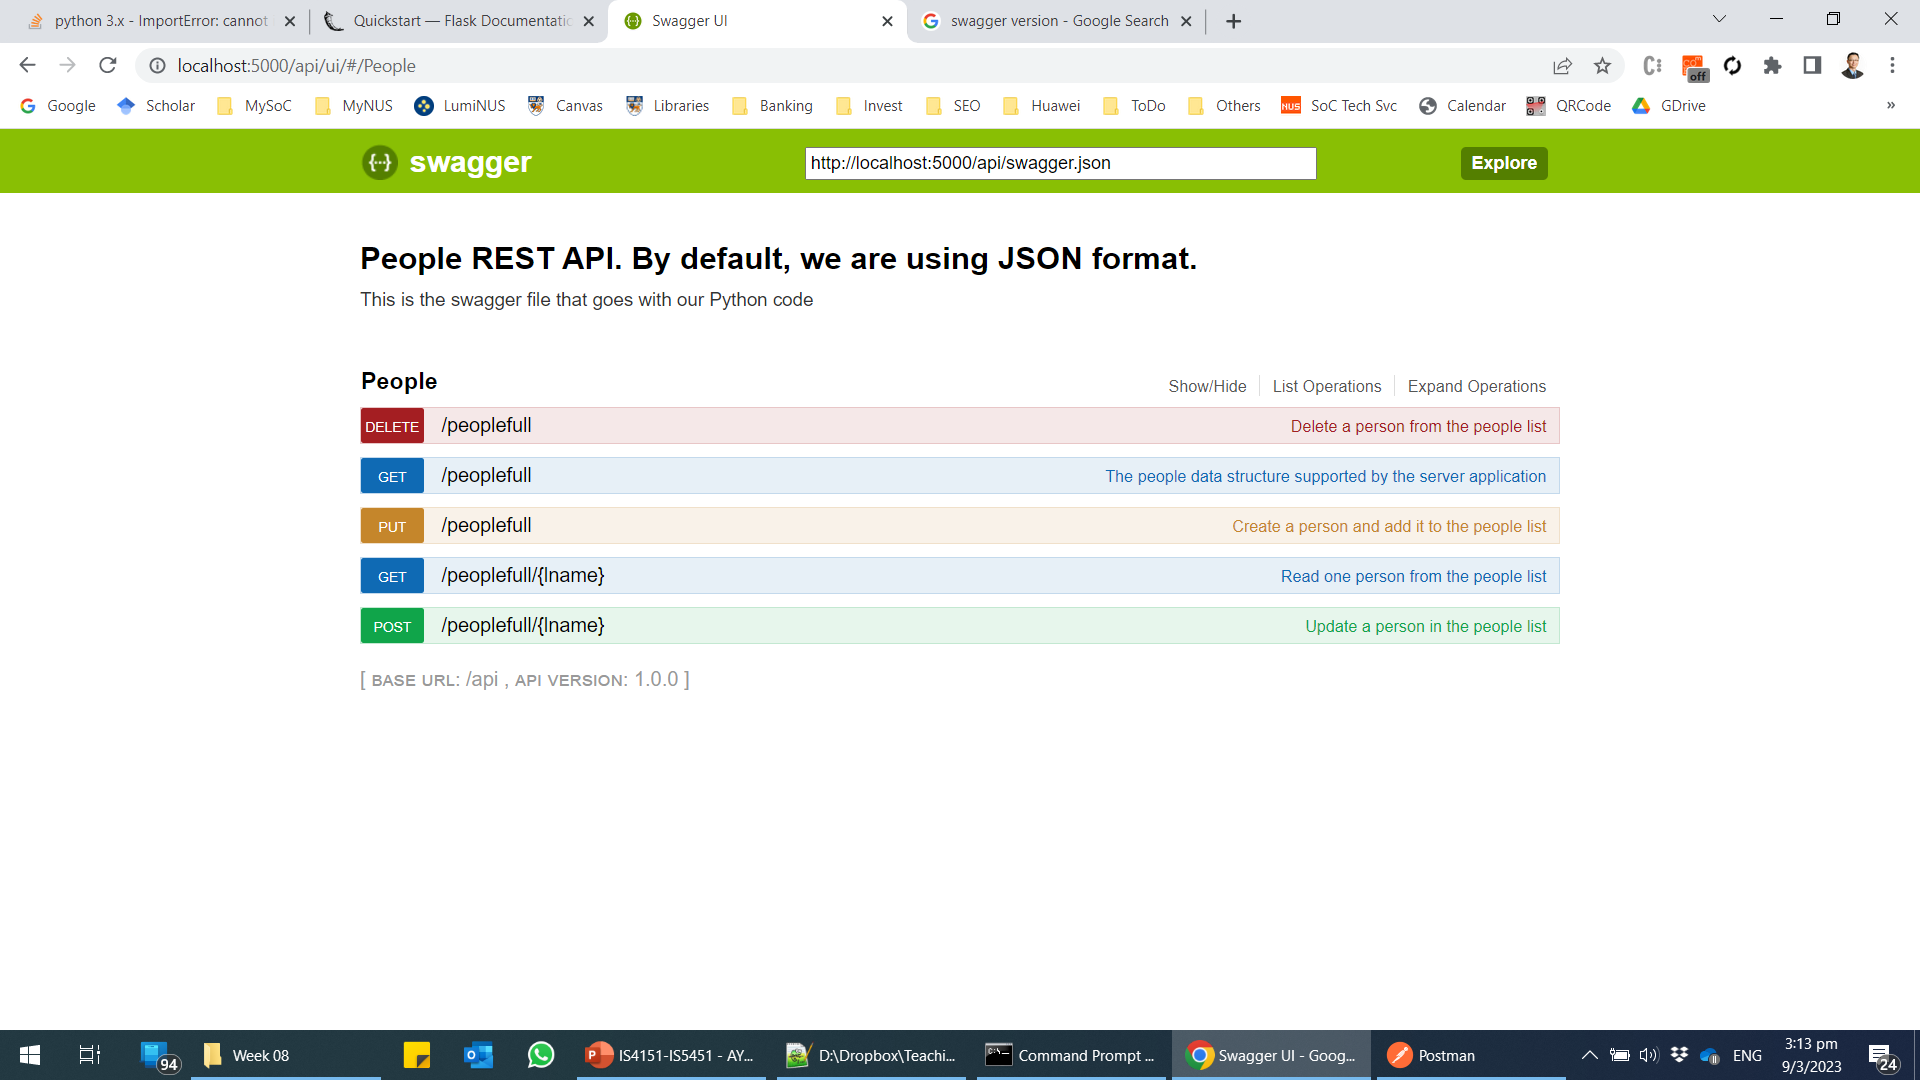 python 3.x - ImportError: cannot
Quickstart — Flask Documentatic
Swagger UI
swagger version - Google Search
localhost:5000/api/ui/#/People
off
Google
Scholar
MySoC
MyNUS
LumiNUS
Canvas
Libraries
Banking
Invest
SEO
Huawei
ToDo
Others
NUS
SoC Tech Svc
Calendar
QRCode
GDrive
»
{···} swagger
http://localhost:5000/api/swagger.json
Explore
People REST API. By default, we are using JSON format.
This is the swagger file that goes with our Python code
People
Show/Hide
List Operations
Expand Operations
DELETE /peoplefull Delete a person from the people list
GET /peoplefull The people data structure supported by the server application
PUT /peoplefull Create a person and add it to the people list
GET /peoplefull/{lname} Read one person from the people list
POST /peoplefull/{lname} Update a person in the people list
[ BASE URL: /api , API VERSION: 1.0.0 ]
94
Week 08
IS4151-IS5451 - AY...
D:\Dropbox\Teachi...
Command Prompt ...
Swagger UI - Goog...
Postman
ENG
3:13 pm
9/3/2023
24